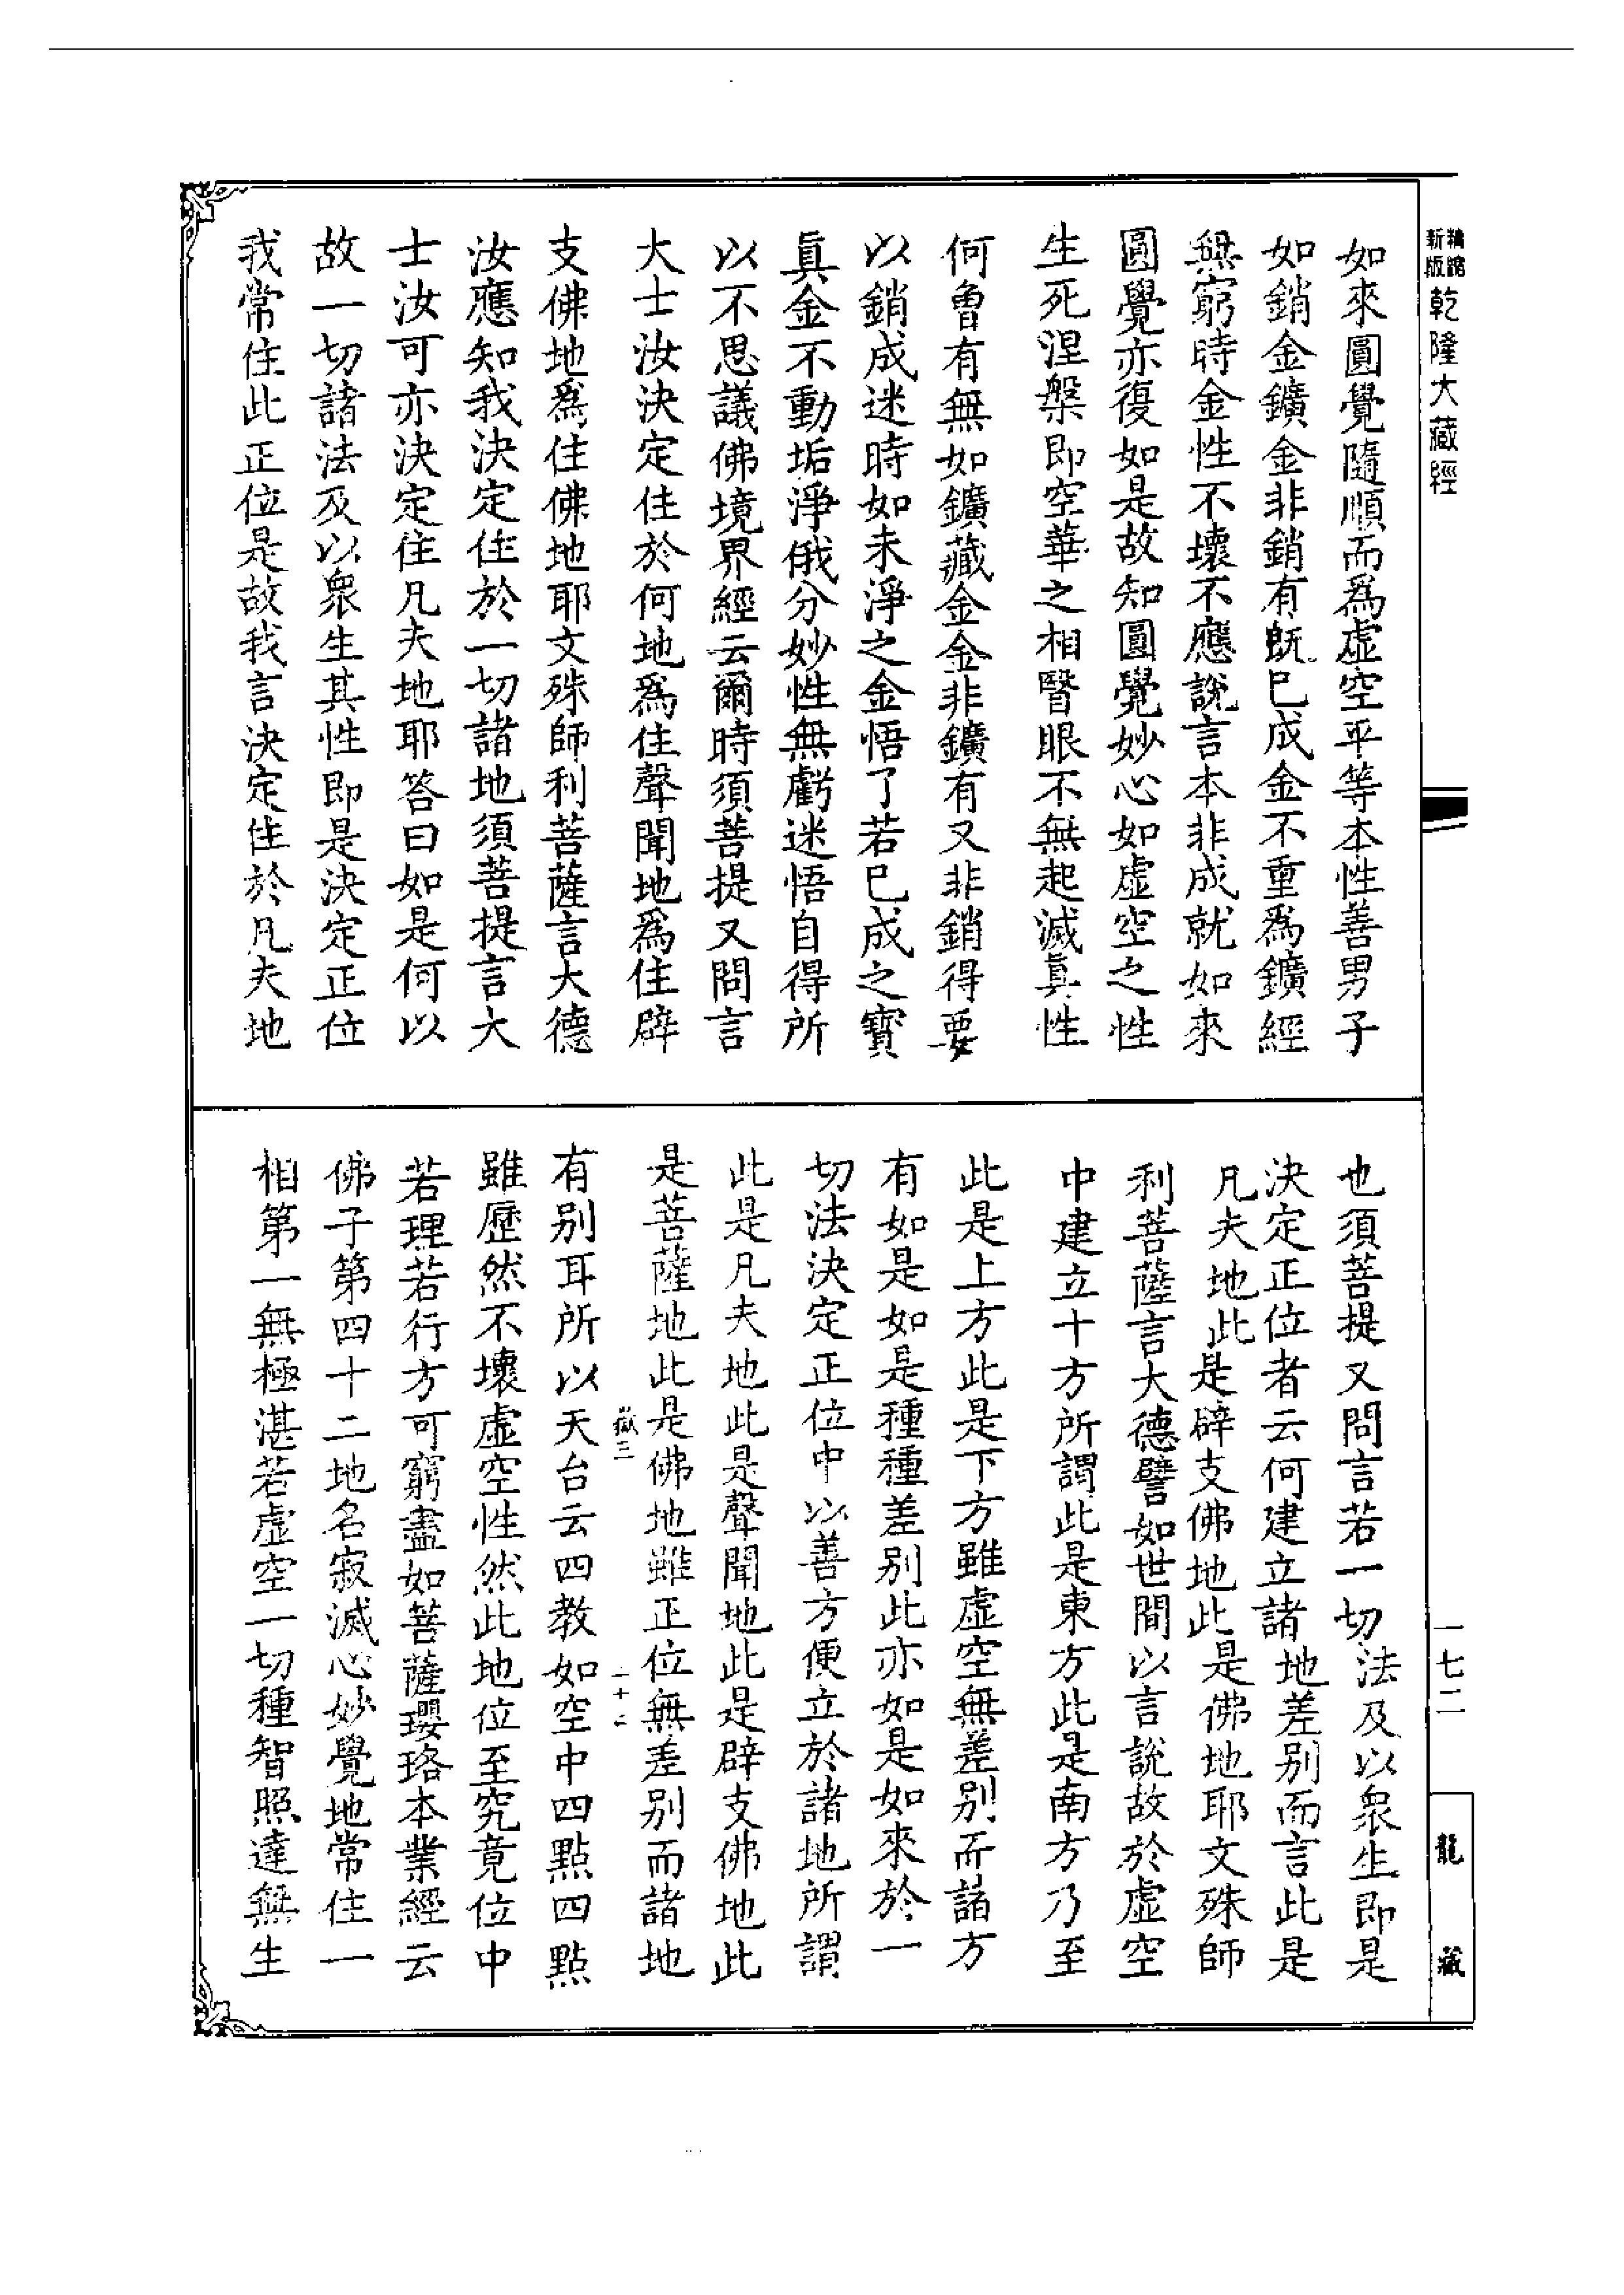 新版
精縮
乾隆大藏經
如來圓覺隨順而爲虛空平等本性善男子
如銷金鑛金非銷有旣已成金不重爲鑛經
無窮時金性不壞不應說言本非成就如來
圓覺亦復如是故知圓覺妙心如虛空之性
生死涅槃即空華之相瞖眼不無起滅眞性
何曾有無如鑛藏金金非鑛有又非銷得要
以銷成迷時如未淨之金悟了若已成之寶
眞金不動垢淨俄分妙性無虧迷悟自得所
以不思議佛境界經云爾時須菩提又問言
大士汝決定住於何地爲住聲聞地爲住辟
支佛地爲住佛地耶文殊師利菩薩言大德
汝應知我決定住於一切諸地須菩提言大
士汝可亦決定住凡夫地耶答曰如是何以
故一切諸法及以衆生其性即是決定正位
我常住此正位是故我言決定住於凡夫地
也須菩提又問言若一切法及以衆生即是
決定正位者云何建立諸地差别而言此是
凡夫地此是辟支佛地此是佛地耶文殊師
利菩薩言大德譬如世間以言說故於虛空
中建立十方所謂此是東方此是南方乃至
此是上方此是下方雖虛空無差别而諸方
有如是如是種種差别此亦如是如來於一
切法決定正位中以善方便立於諸地所謂
此是凡夫地此是聲聞地此是辟支佛地此
是菩薩地此是佛地雖正位無差别而諸地
嶽三
有别耳所以天台云四教如空中四點四點
雖歷然不壞虛空性然此地位至究竟位中
若理若行方可窮盡如菩薩瓔珞本業經云
佛子第四十二地名寂滅心妙覺地常住一
相第一無極湛若虛空一切種智照達無生
一七二
龍藏